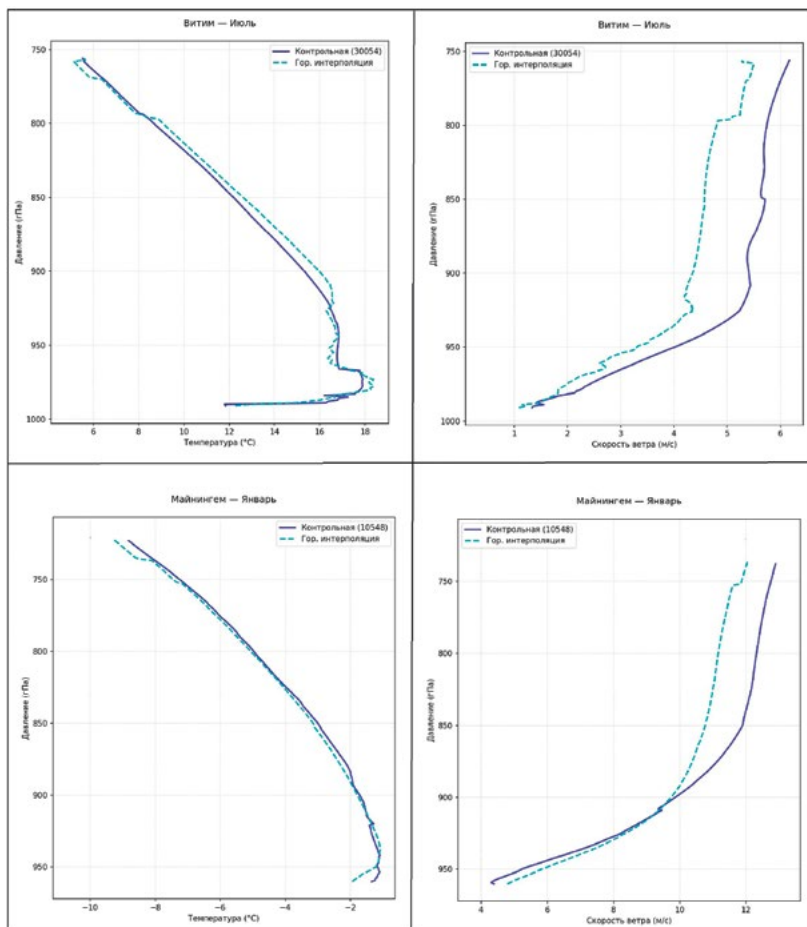 Витим — Июль
Контрольная (30054)
Гор. интерполяция
Давление (гПа)
750
800
850
900
950
1000
6
8
10
12
14
16
18
Температура (°C)
Витим — Июль
Контрольная (30054)
Гор. интерполяция
Давление (гПа)
750
800
850
900
950
1000
1
2
3
4
5
6
Скорость ветра (м/с)
Майнингем — Январь
Контрольная (10548)
Гор. интерполяция
Давление (гПа)
750
800
850
900
950
−10
−8
−6
−4
−2
Температура (°C)
Майнингем — Январь
Контрольная (10548)
Гор. интерполяция
Давление (гПа)
750
800
850
900
950
4
6
8
10
12
Скорость ветра (м/с)